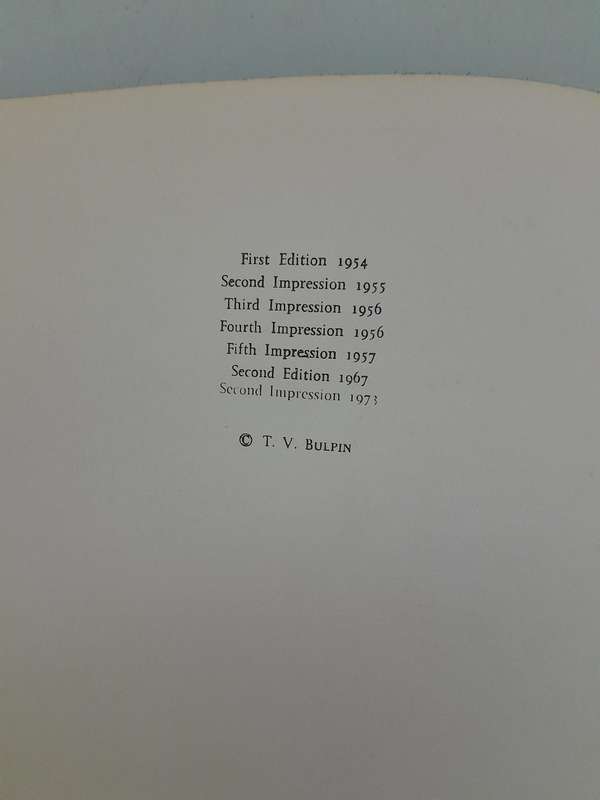 First Edition 1954
Second Impression 1955
Third Impression 1956
Fourth Impression 1956
Fifth Impression 1957
Second Edition 1967
Second Impression 1973
© T. V. BULPIN